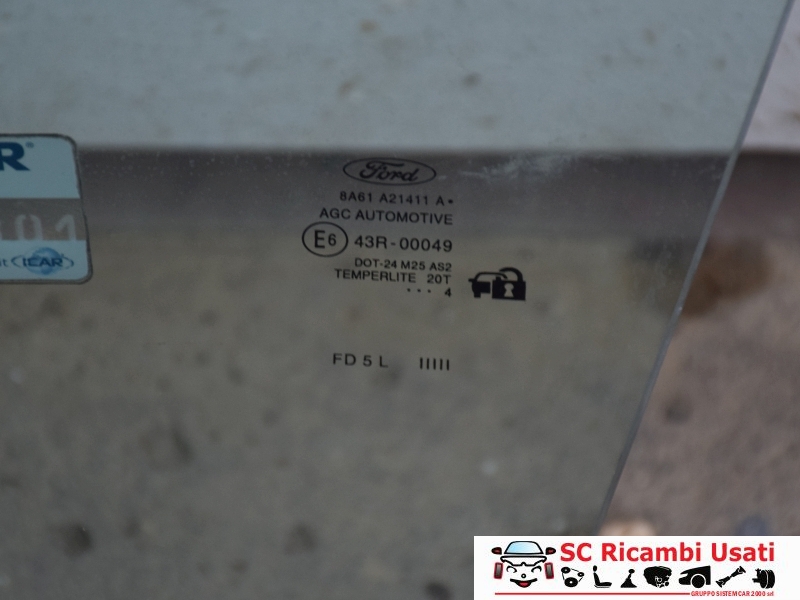 R®
Ford
8A61 A21411 A•
AGC AUTOMOTIVE
E6 43R-00049
DOT-24 M25 AS2
TEMPERLITE 20T
... 4
ICAR
FD 5 L IIIII
SC Ricambi Usati
GRUPPO SISTEMCAR 2000 srl